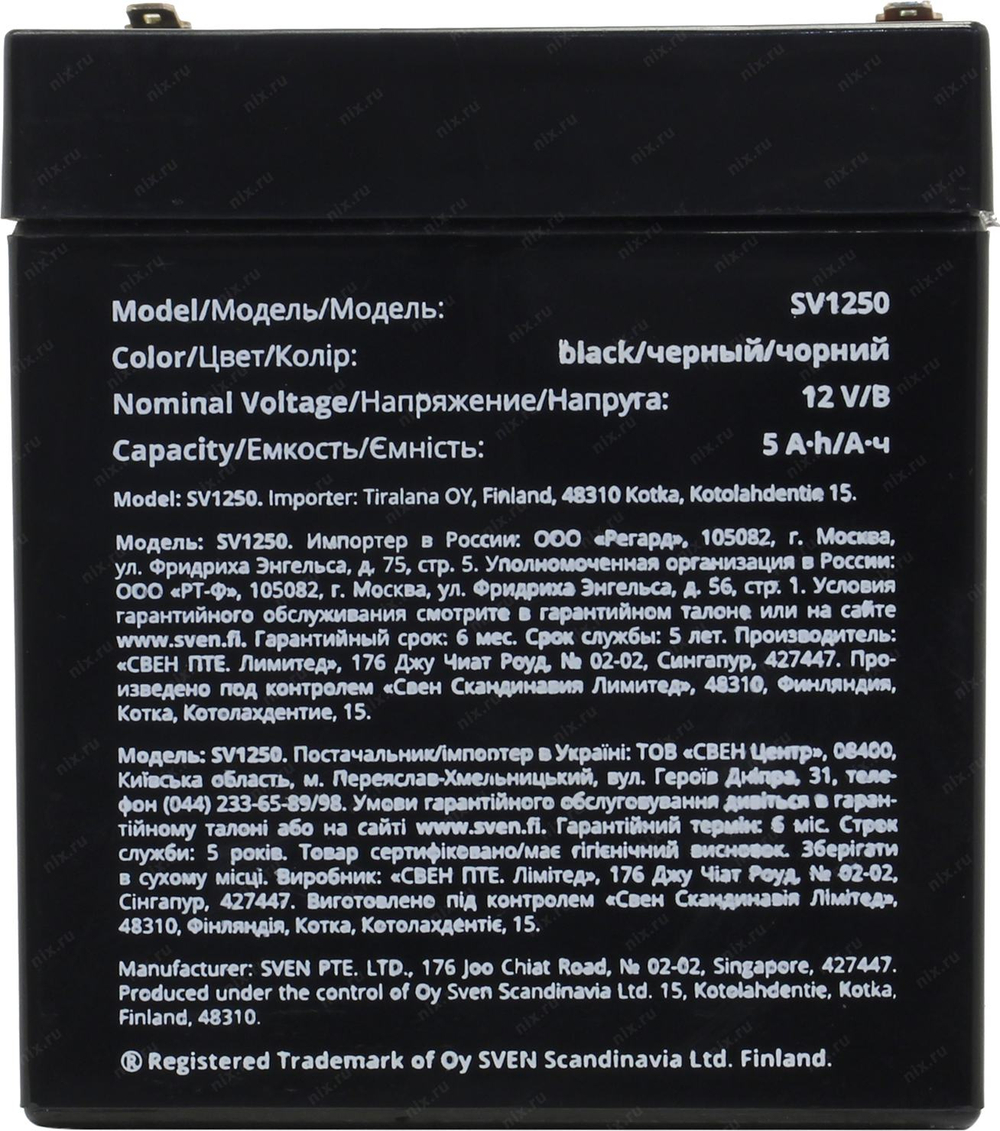 Model/Модель/Модель: SV1250
Color/Цвет/Колір: black/черный/чорний
Nominal Voltage/Напряжение/Напруга: 12 V/В
Capacity/Емкость/Ємність: 5 A·h/А·ч
Model: SV1250. Importer: Tiralana OY, Finland, 48310 Kotka, Kotolahdentie 15.
Модель: SV1250. Импортер в России: ООО «Регард», 105082, г. Москва,
ул. Фридриха Энгельса, д. 75, стр. 5. Уполномоченная организация в России:
ООО «РТ-Ф», 105082, г. Москва, ул. Фридриха Энгельса, д. 56, стр. 1. Условия
гарантийного обслуживания смотрите в гарантийном талоне или на сайте
www.sven.fi. Гарантийный срок: 6 мес. Срок службы: 5 лет. Производитель:
«СВЕН ПТЕ. Лимитед», 176 Джу Чиат Роуд, № 02-02, Сингапур, 427447. Про-
изведено под контролем «Свен Скандинавия Лимитед», 48310, Финляндия,
Котка, Котолахдентие, 15.
Модель: SV1250. Постачальник/імпортер в Україні: ТОВ «СВЕН Центр», 08400,
Київська область, м. Переяслав-Хмельницький, вул. Героїв Дніпра, 31, теле-
фон (044) 233-65-89/98. Умови гарантійного обслуговування дивіться в гаран-
тійному талоні або на сайті www.sven.fi. Гарантійний термін: 6 міс. Строк
служби: 5 років. Товар сертифіковано/має гігієнічний висновок. Зберігати
в сухому місці. Виробник: «СВЕН ПТЕ. Лімітед», 176 Джу Чіат Роуд, № 02-02,
Сінгапур, 427447. Виготовлено під контролем «Свен Скандинавія Лімітед»,
48310, Фінляндія, Котка, Котолахдентіє, 15.
Manufacturer: SVEN PTE. LTD., 176 Joo Chiat Road, № 02-02, Singapore, 427447.
Produced under the control of Oy Sven Scandinavia Ltd. 15, Kotolahdentie, Kotka,
Finland, 48310.
® Registered Trademark of Oy SVEN Scandinavia Ltd. Finland.
nix.ru